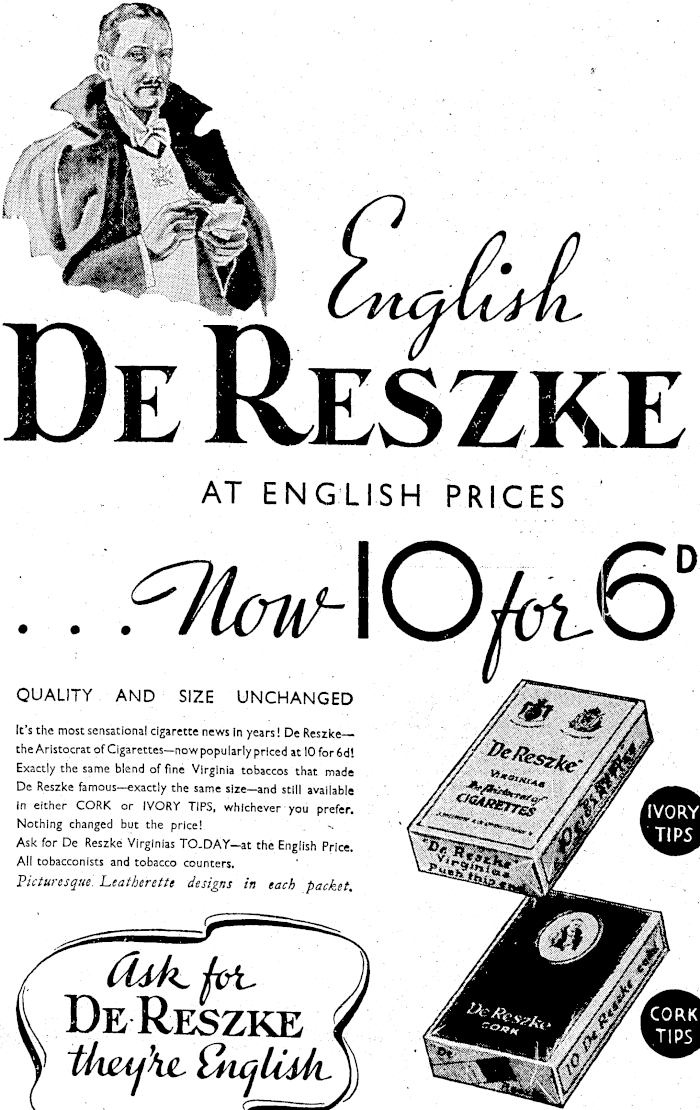 English
DE RESZKE
AT ENGLISH PRICES
...Now 10 for 6D
QUALITY AND SIZE UNCHANGED
It's the most sensational cigarette news in years! De Reszke—
the Aristocrat of Cigarettes—now popularly priced at 10 for 6d!
Exactly the same blend of fine Virginia tobaccos that made
De Reszke famous—exactly the same size—and still available
in either CORK or IVORY TIPS, whichever you prefer.
Nothing changed but the price!
Ask for De Reszke Virginias TO-DAY—at the English Price.
All tobacconists and tobacco counters.
Picturesque Leatherette designs in each packet.
"De Reszke"
VIRGINIAS
The Aristocrat of
CIGARETTES
"De Reszke"
Virginias
Push this end
De Reszke
IVORY
TIPS
De Reszke
CORK
10 De Reszke
CORK
TIPS
Ask for
DE RESZKE
they're English